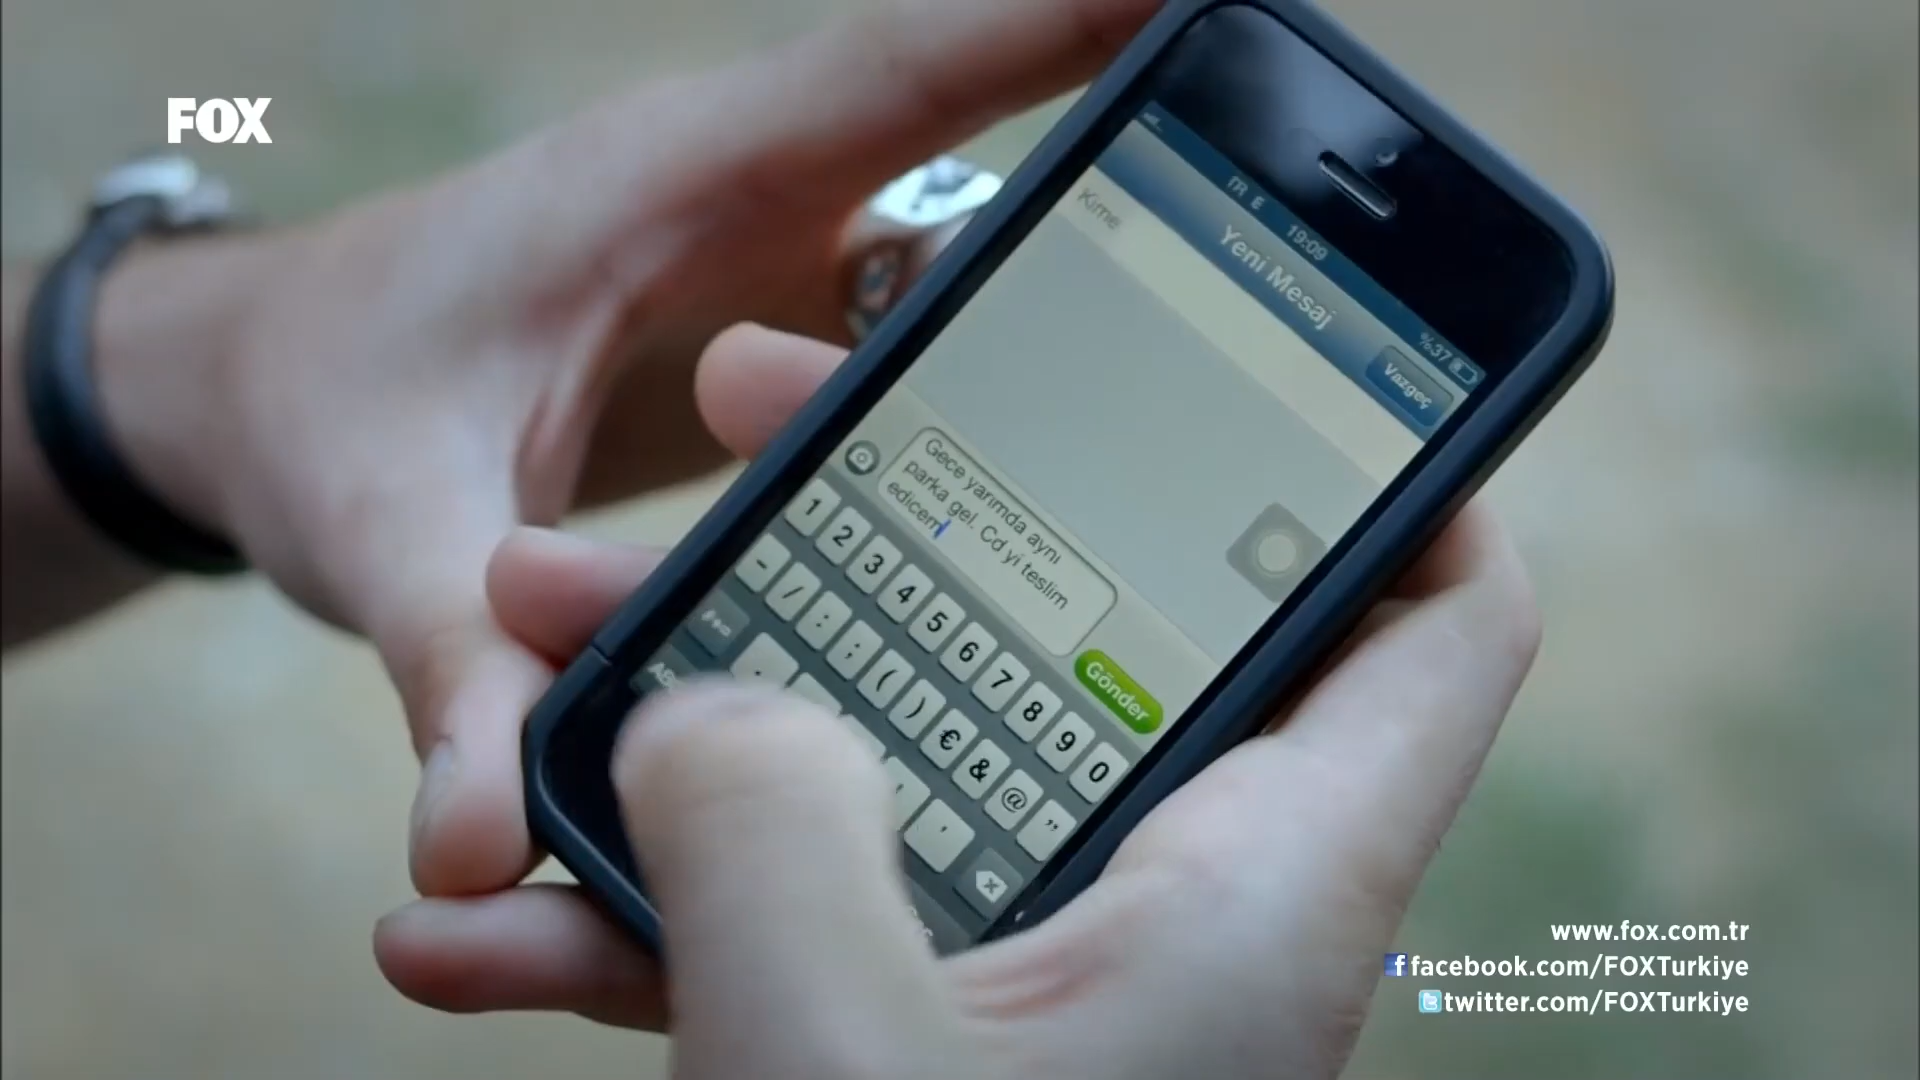 FOX
TR E 19:09 %37
Yeni Mesaj
Vazgeç
Kime
Gece yarımda aynı
parka gel. Cd yi teslim
edicem
Gönder
1 2 3 4 5 6 7 8 9 0
- / : ; ( ) € & @ "
#+=
. , ! '
www.fox.com.tr
facebook.com/FOXTurkiye
twitter.com/FOXTurkiye